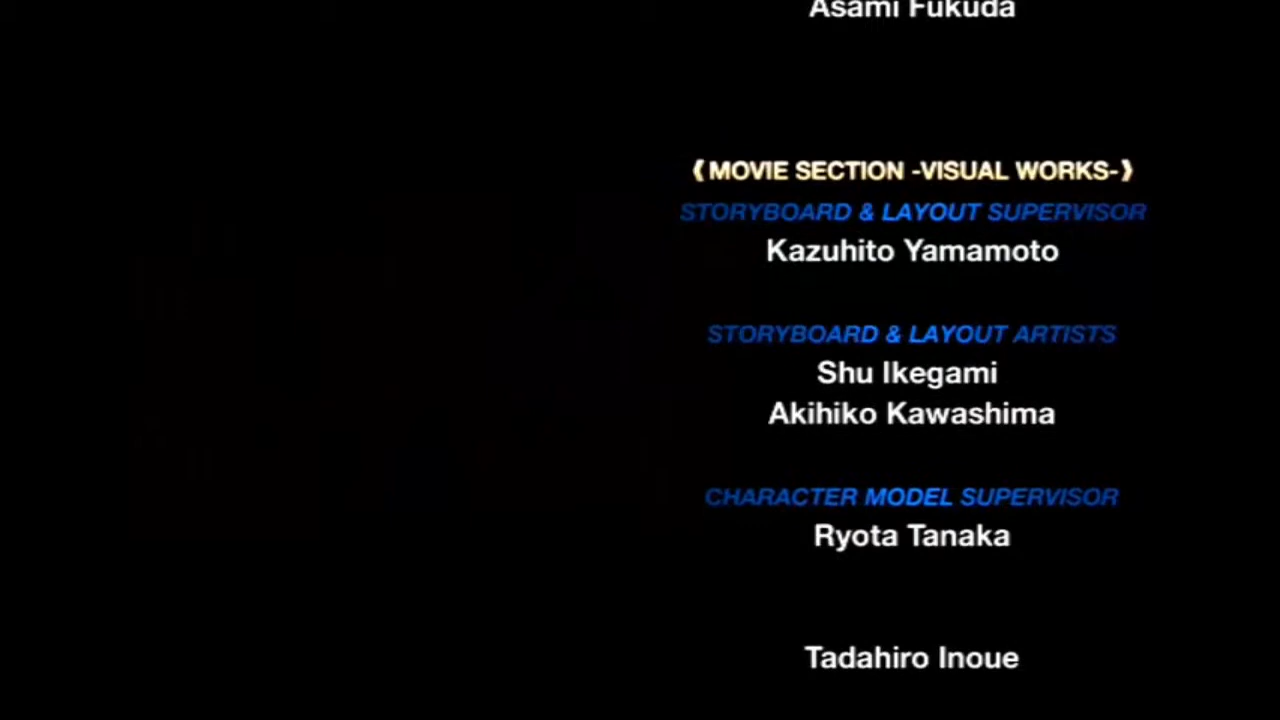 Asami Fukuda
❰MOVIE SECTION -VISUAL WORKS-❱
STORYBOARD & LAYOUT SUPERVISOR
Kazuhito Yamamoto
STORYBOARD & LAYOUT ARTISTS
Shu Ikegami
Akihiko Kawashima
CHARACTER MODEL SUPERVISOR
Ryota Tanaka
Tadahiro Inoue